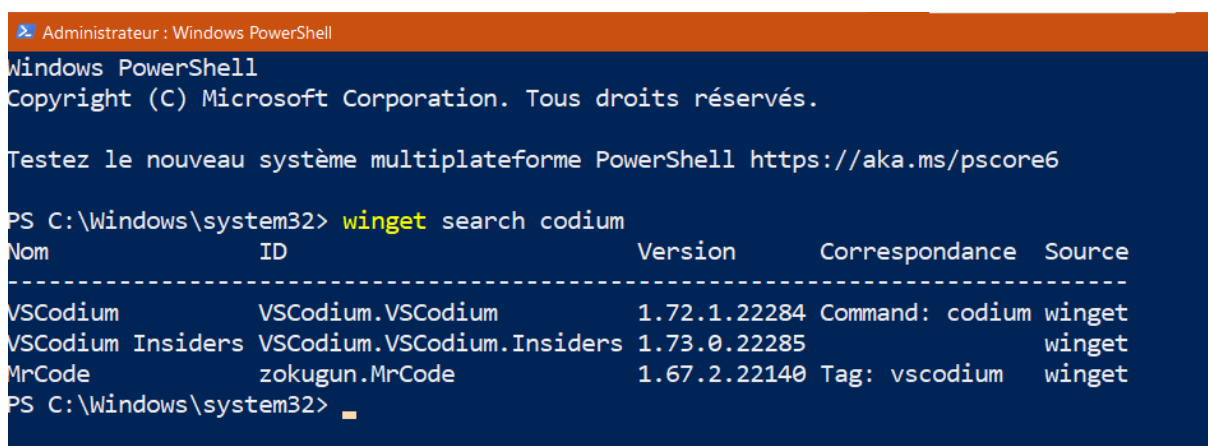 Administrateur : Windows PowerShell
Windows PowerShell
Copyright (C) Microsoft Corporation. Tous droits réservés.
Testez le nouveau système multiplateforme PowerShell https://aka.ms/pscore6
PS C:\Windows\system32> winget search codium
Nom ID Version Correspondance Source
--------------------------------------------------------------------------------
VSCodium VSCodium.VSCodium 1.72.1.22284 Command: codium winget
VSCodium Insiders VSCodium.VSCodium.Insiders 1.73.0.22285 winget
MrCode zokugun.MrCode 1.67.2.22140 Tag: vscodium winget
PS C:\Windows\system32>